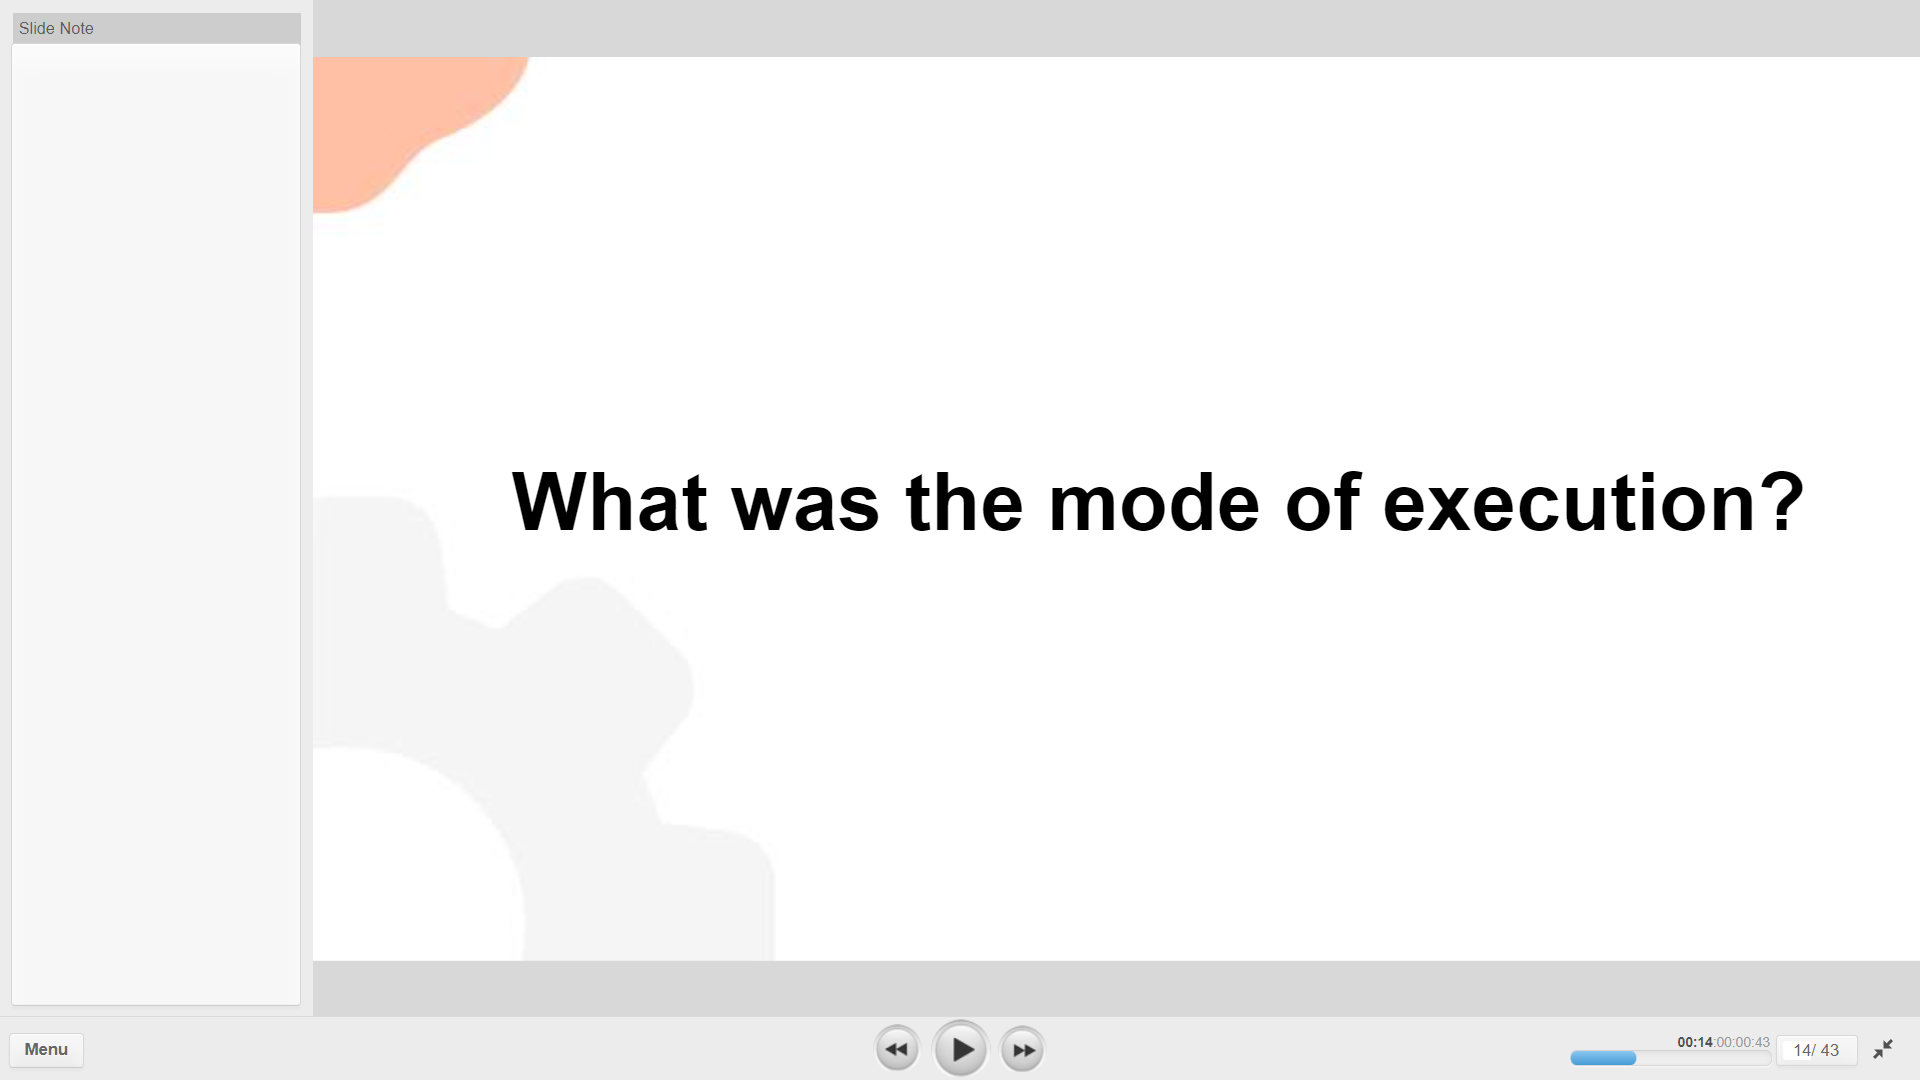 Slide Note
What was the mode of execution?
Menu
00:14:00:00:43
14/ 43